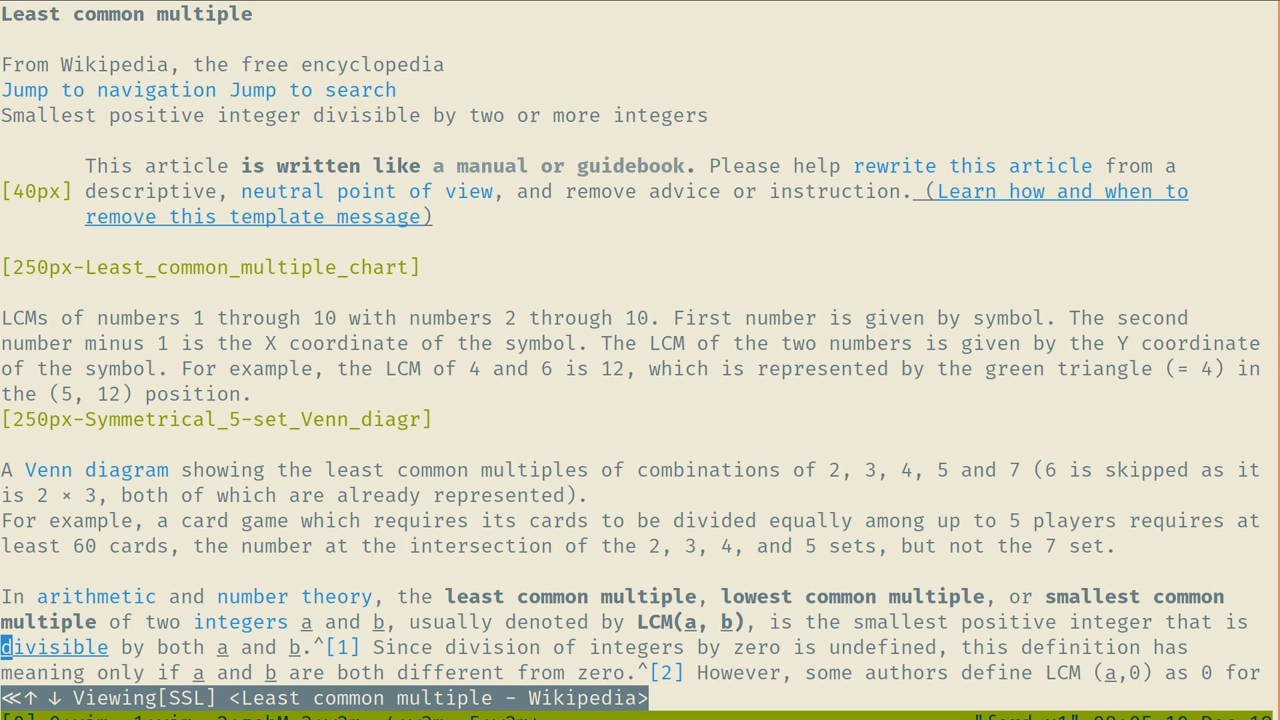 Least common multiple
From Wikipedia, the free encyclopedia
Jump to navigation Jump to search
Smallest positive integer divisible by two or more integers
This article is written like a manual or guidebook. Please help rewrite this article from a
[40px] descriptive, neutral point of view, and remove advice or instruction. (Learn how and when to
remove this template message)
[250px-Least_common_multiple_chart]
LCMs of numbers 1 through 10 with numbers 2 through 10. First number is given by symbol. The second
number minus 1 is the X coordinate of the symbol. The LCM of the two numbers is given by the Y coordinate
of the symbol. For example, the LCM of 4 and 6 is 12, which is represented by the green triangle (= 4) in
the (5, 12) position.
[250px-Symmetrical_5-set_Venn_diagr]
A Venn diagram showing the least common multiples of combinations of 2, 3, 4, 5 and 7 (6 is skipped as it
is 2 × 3, both of which are already represented).
For example, a card game which requires its cards to be divided equally among up to 5 players requires at
least 60 cards, the number at the intersection of the 2, 3, 4, and 5 sets, but not the 7 set.
In arithmetic and number theory, the least common multiple, lowest common multiple, or smallest common
multiple of two integers a and b, usually denoted by LCM(a, b), is the smallest positive integer that is
divisible by both a and b.^[1] Since division of integers by zero is undefined, this definition has
meaning only if a and b are both different from zero.^[2] However, some authors define LCM (a,0) as 0 for
≪↑ ↓ Viewing[SSL] <Least common multiple - Wikipedia>